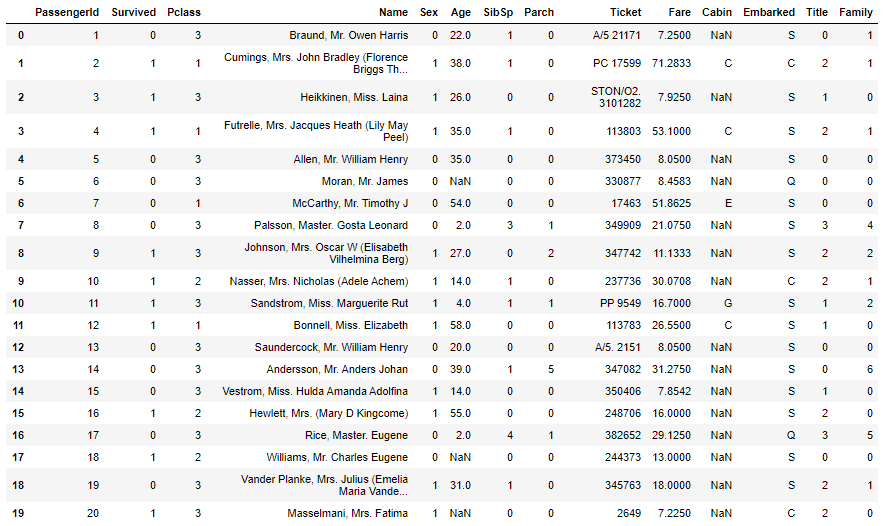 PassengerId Survived Pclass Name Sex Age SibSp Parch Ticket Fare Cabin Embarked Title Family
0 1 0 3 Braund, Mr. Owen Harris 0 22.0 1 0 A/5 21171 7.2500 NaN S 0 1
Cumings, Mrs. John Bradley (Florence
1 2 1 1 Briggs Th... 1 38.0 1 0 PC 17599 71.2833 C C 2 1
2 3 1 3 Heikkinen, Miss. Laina 1 26.0 0 0 STON/O2. 7.9250 NaN S 1 0
3101282
Futrelle, Mrs. Jacques Heath (Lily May
3 4 1 1 Peel) 1 35.0 1 0 113803 53.1000 C S 2 1
4 5 0 3 Allen, Mr. William Henry 0 35.0 0 0 373450 8.0500 NaN S 0 0
5 6 0 3 Moran, Mr. James 0 NaN 0 0 330877 8.4583 NaN Q 0 0
6 7 0 1 McCarthy, Mr. Timothy J 0 54.0 0 0 17463 51.8625 E S 0 0
7 8 0 3 Palsson, Master. Gosta Leonard 0 2.0 3 1 349909 21.0750 NaN S 3 4
Johnson, Mrs. Oscar W (Elisabeth
8 9 1 3 Vilhelmina Berg) 1 27.0 0 2 347742 11.1333 NaN S 2 2
9 10 1 2 Nasser, Mrs. Nicholas (Adele Achem) 1 14.0 1 0 237736 30.0708 NaN C 2 1
10 11 1 3 Sandstrom, Miss. Marguerite Rut 1 4.0 1 1 PP 9549 16.7000 G S 1 2
11 12 1 1 Bonnell, Miss. Elizabeth 1 58.0 0 0 113783 26.5500 C S 1 0
12 13 0 3 Saundercock, Mr. William Henry 0 20.0 0 0 A/5. 2151 8.0500 NaN S 0 0
13 14 0 3 Andersson, Mr. Anders Johan 0 39.0 1 5 347082 31.2750 NaN S 0 6
14 15 0 3 Vestrom, Miss. Hulda Amanda Adolfina 1 14.0 0 0 350406 7.8542 NaN S 1 0
15 16 1 2 Hewlett, Mrs. (Mary D Kingcome) 1 55.0 0 0 248706 16.0000 NaN S 2 0
16 17 0 3 Rice, Master. Eugene 0 2.0 4 1 382652 29.1250 NaN Q 3 5
17 18 1 2 Williams, Mr. Charles Eugene 0 NaN 0 0 244373 13.0000 NaN S 0 0
Vander Planke, Mrs. Julius (Emelia
18 19 0 3 Maria Vande... 1 31.0 1 0 345763 18.0000 NaN S 2 1
19 20 1 3 Masselmani, Mrs. Fatima 1 NaN 0 0 2649 7.2250 NaN C 2 0